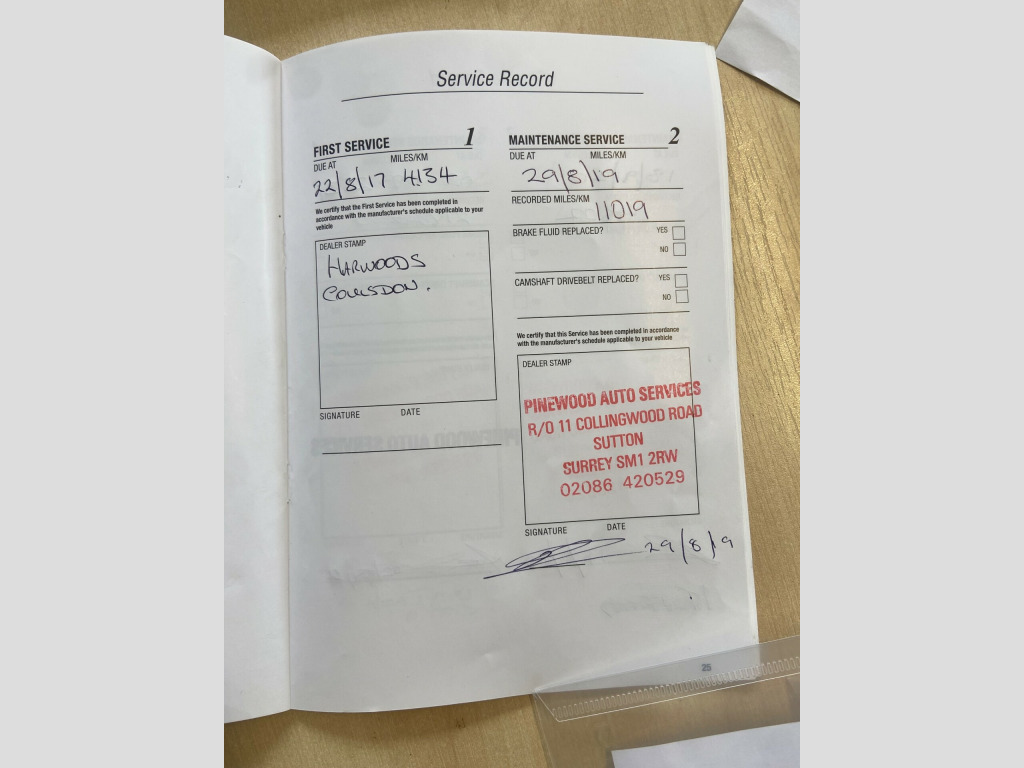 Service Record
FIRST SERVICE 1
DUE AT MILES/KM
22/8/17 4134
We certify that the First Service has been completed in
accordance with the manufacturer's schedule applicable to your
vehicle
DEALER STAMP
HARWOODS
COULSDON.
SIGNATURE DATE
MAINTENANCE SERVICE 2
DUE AT MILES/KM
29/8/19
RECORDED MILES/KM
11019
BRAKE FLUID REPLACED? YES
NO
CAMSHAFT DRIVEBELT REPLACED? YES
NO
We certify that this Service has been completed in accordance
with the manufacturer's schedule applicable to your vehicle
DEALER STAMP
PINEWOOD AUTO SERVICES
R/O 11 COLLINGWOOD ROAD
SUTTON
SURREY SM1 2RW
02086 420529
SIGNATURE DATE
29/8/19
25